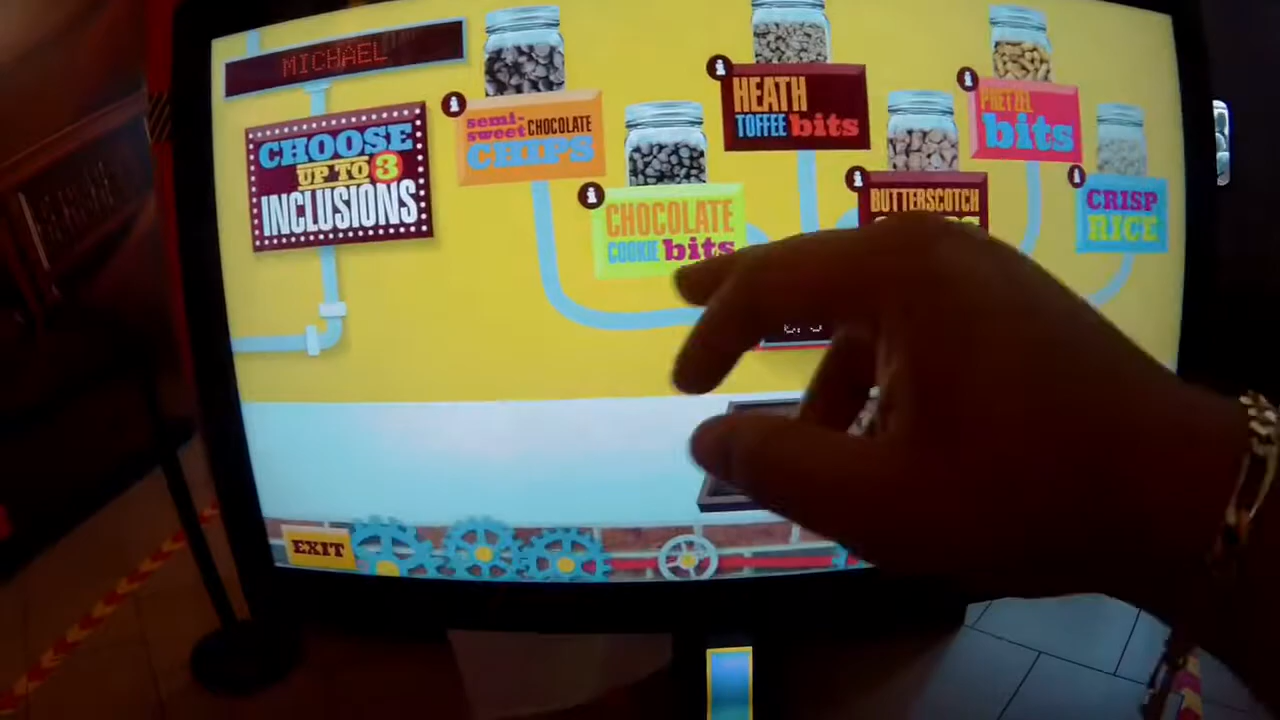 MICHAEL
CHOOSE
UP TO 3
INCLUSIONS
semi-
sweet CHOCOLATE
CHIPS
CHOCOLATE
COOKIE bits
HEATH
TOFFEE bits
BUTTERSCOTCH
PRETZEL
bits
CRISP
RICE
EXIT